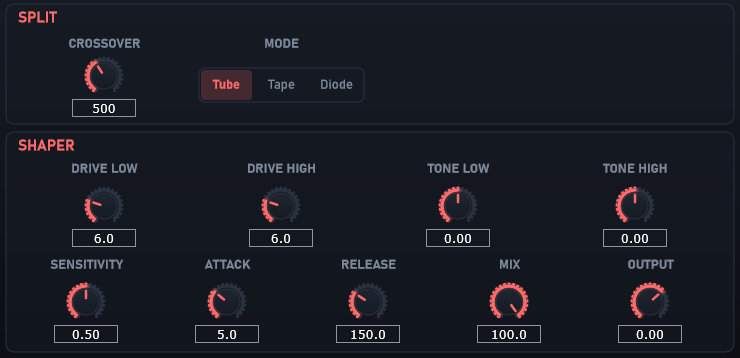 SPLIT
CROSSOVER MODE
Tube Tape Diode
500
SHAPER
DRIVE LOW DRIVE HIGH TONE LOW TONE HIGH
6.0 6.0 0.00 0.00
SENSITIVITY ATTACK RELEASE MIX OUTPUT
0.50 5.0 150.0 100.0 0.00